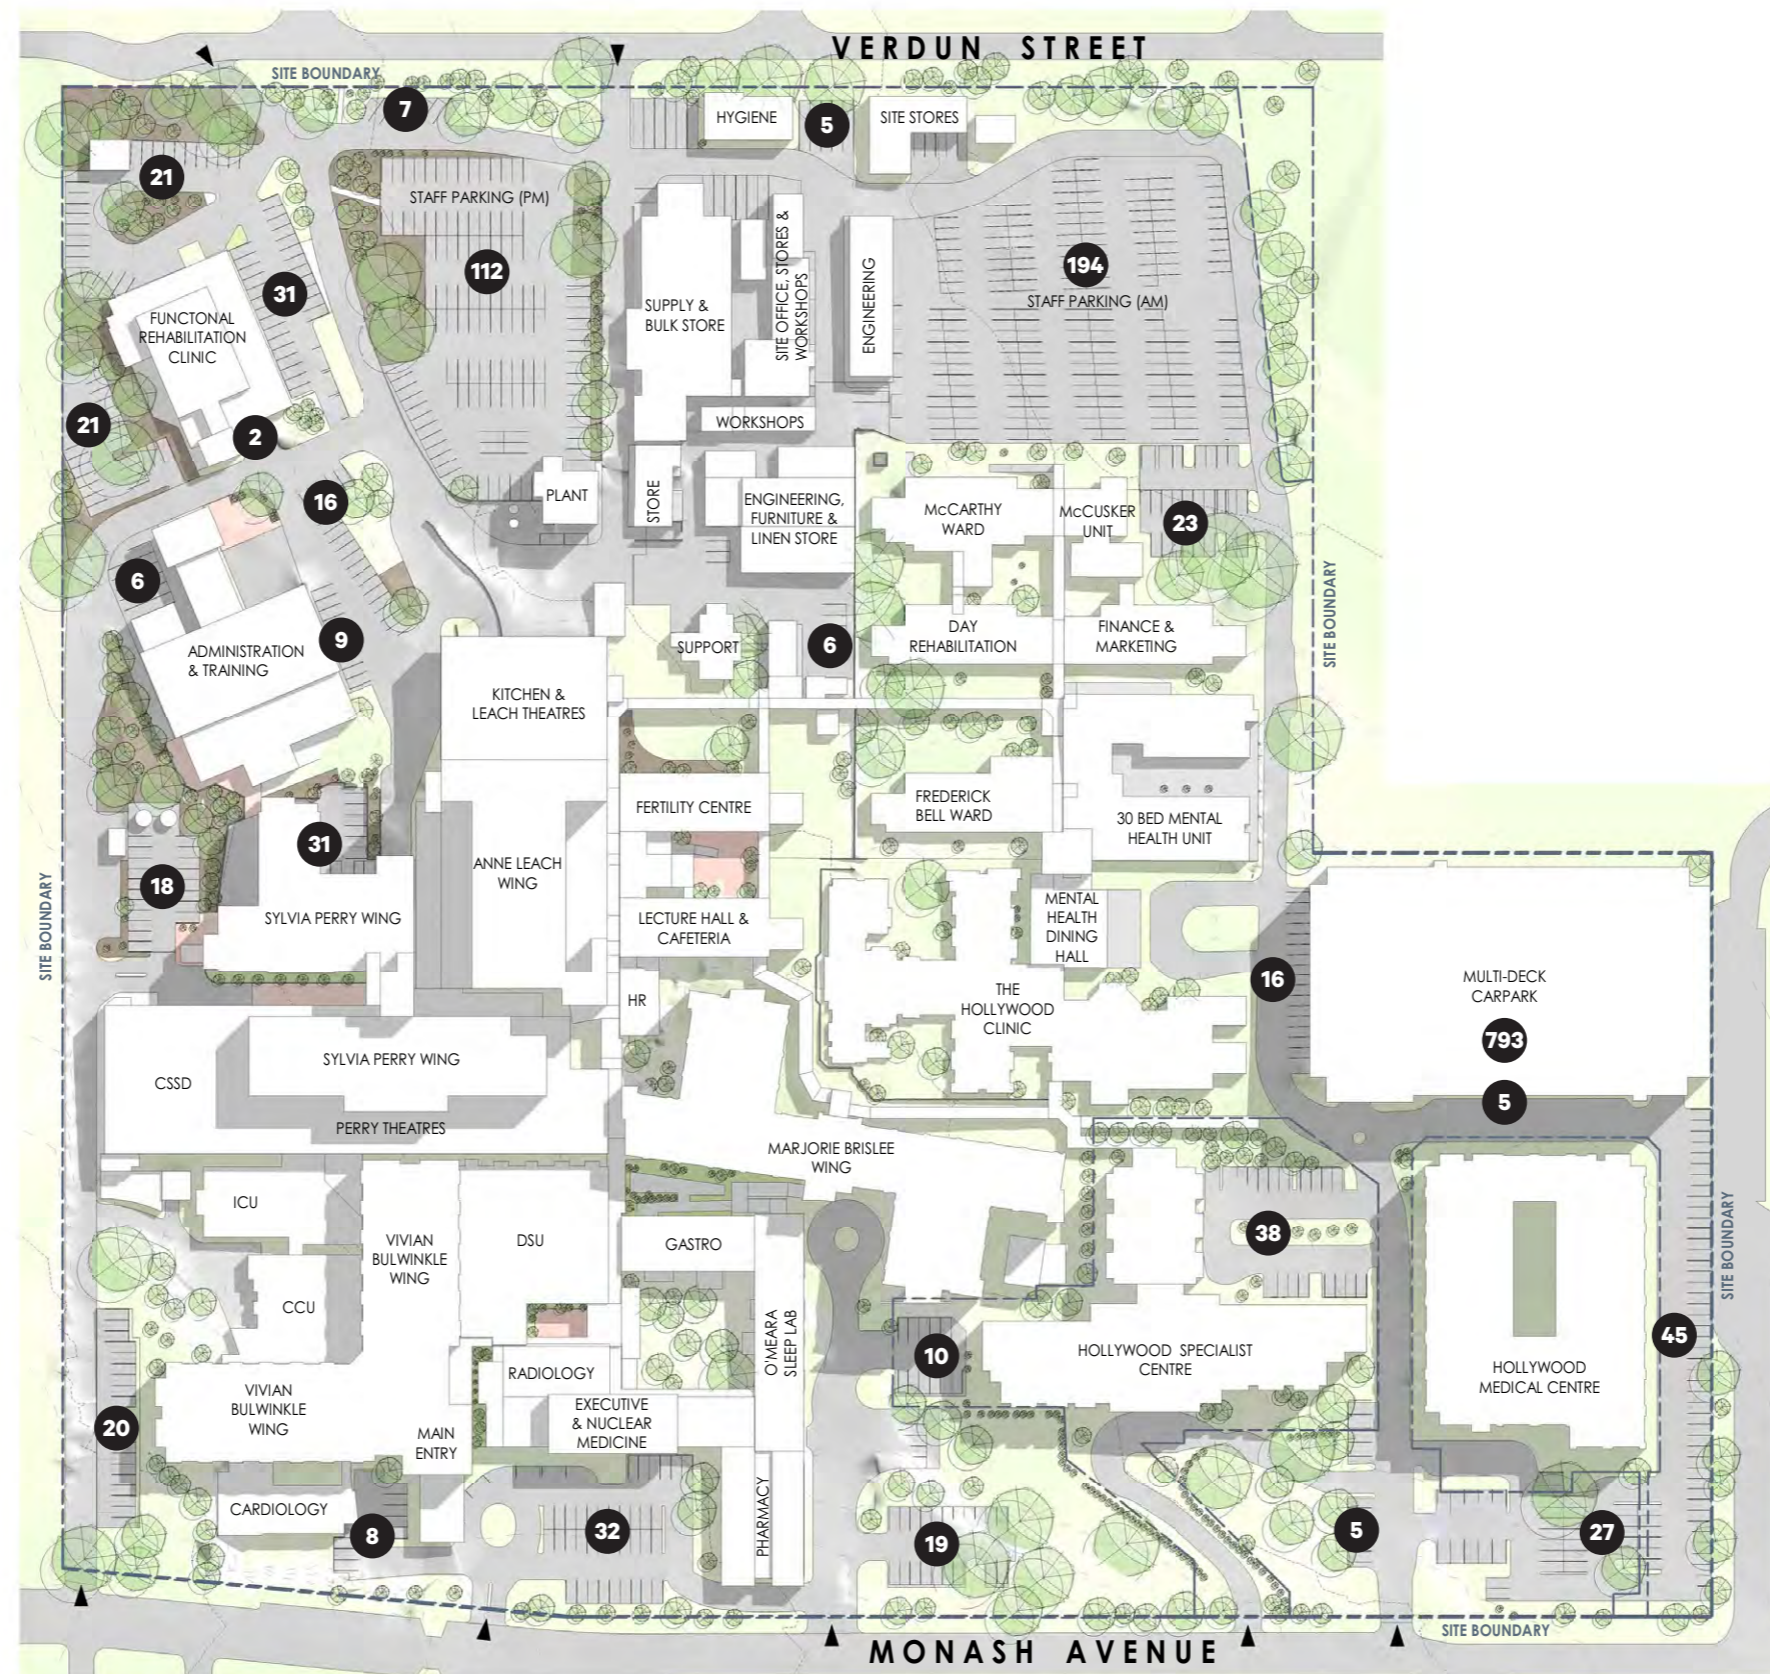 VERDUN STREET
SITE BOUNDARY
7
HYGIENE
5
SITE STORES
21
STAFF PARKING (PM)
112
194
STAFF PARKING (AM)
31
FUNCTONAL
REHABILITATION
CLINIC
SUPPLY &
BULK STORE
SITE OFFICE, STORES &
WORKSHOPS
ENGINEERING
21
2
WORKSHOPS
16
PLANT
STORE
ENGINEERING,
FURNITURE &
LINEN STORE
McCARTHY
WARD
McCUSKER
UNIT
23
6
SITE BOUNDARY
9
ADMINISTRATION
& TRAINING
SUPPORT
6
DAY
REHABILITATION
FINANCE &
MARKETING
KITCHEN &
LEACH THEATRES
FERTILITY CENTRE
FREDERICK
BELL WARD
30 BED MENTAL
HEALTH UNIT
31
18
ANNE LEACH
WING
SYLVIA PERRY WING
LECTURE HALL &
CAFETERIA
MENTAL
HEALTH
DINING
HALL
SITE BOUNDARY
16
MULTI-DECK
CARPARK
793
5
HR
THE
HOLLYWOOD
CLINIC
SYLVIA PERRY WING
CSSD
PERRY THEATRES
MARJORIE BRISLEE
WING
ICU
VIVIAN
BULWINKLE
WING
DSU
GASTRO
38
SITE BOUNDARY
CCU
O'MEARA
SLEEP LAB
10
HOLLYWOOD SPECIALIST
CENTRE
45
HOLLYWOOD
MEDICAL CENTRE
RADIOLOGY
VIVIAN
BULWINKLE
WING
EXECUTIVE
& NUCLEAR
MEDICINE
20
MAIN
ENTRY
CARDIOLOGY
8
32
PHARMACY
19
5
27
SITE BOUNDARY
MONASH AVENUE